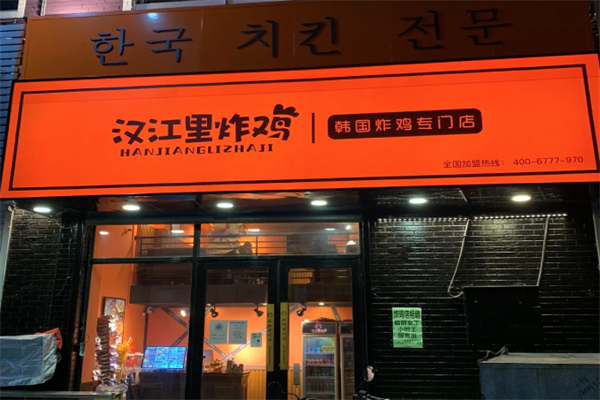 한국 치킨 전문
汉江里炸鸡
HANJIANGLIZHAJI
韩国炸鸡专门店
全国加盟热线： 400-6777-970